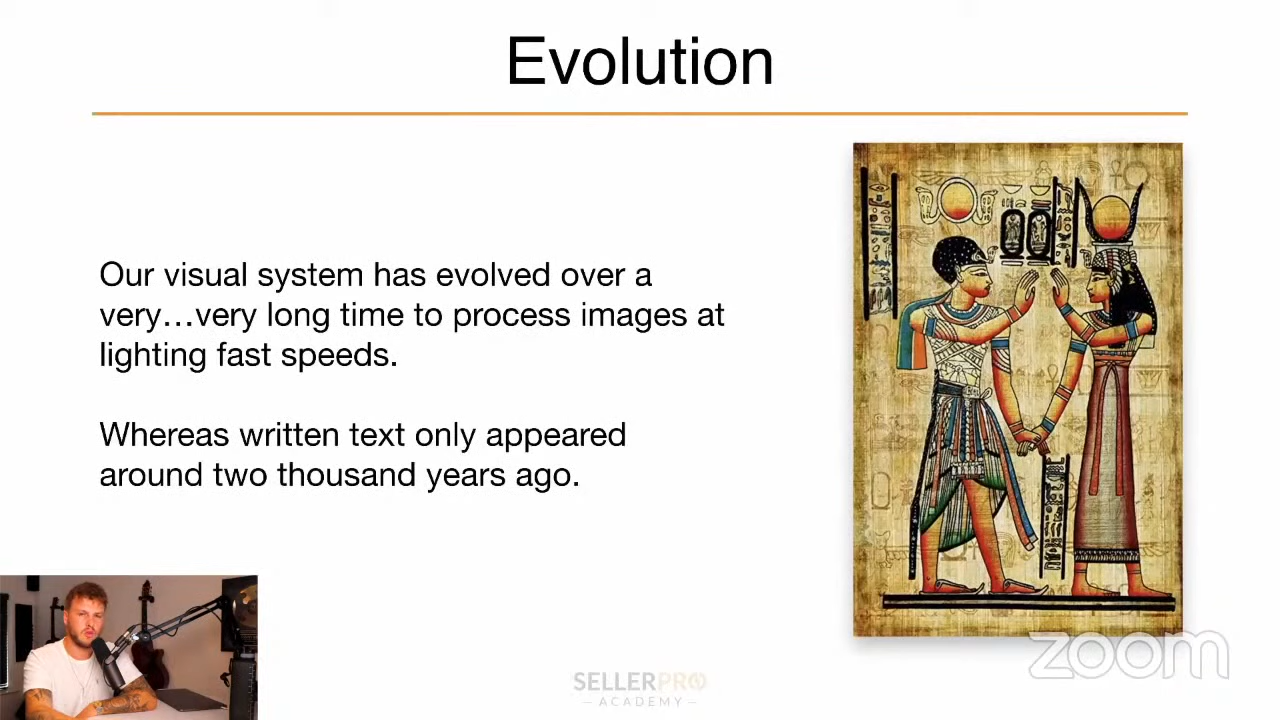 Evolution
Our visual system has evolved over a
very…very long time to process images at
lighting fast speeds.
Whereas written text only appeared
around two thousand years ago.
zoom
SELLERPRO
— ACADEMY —